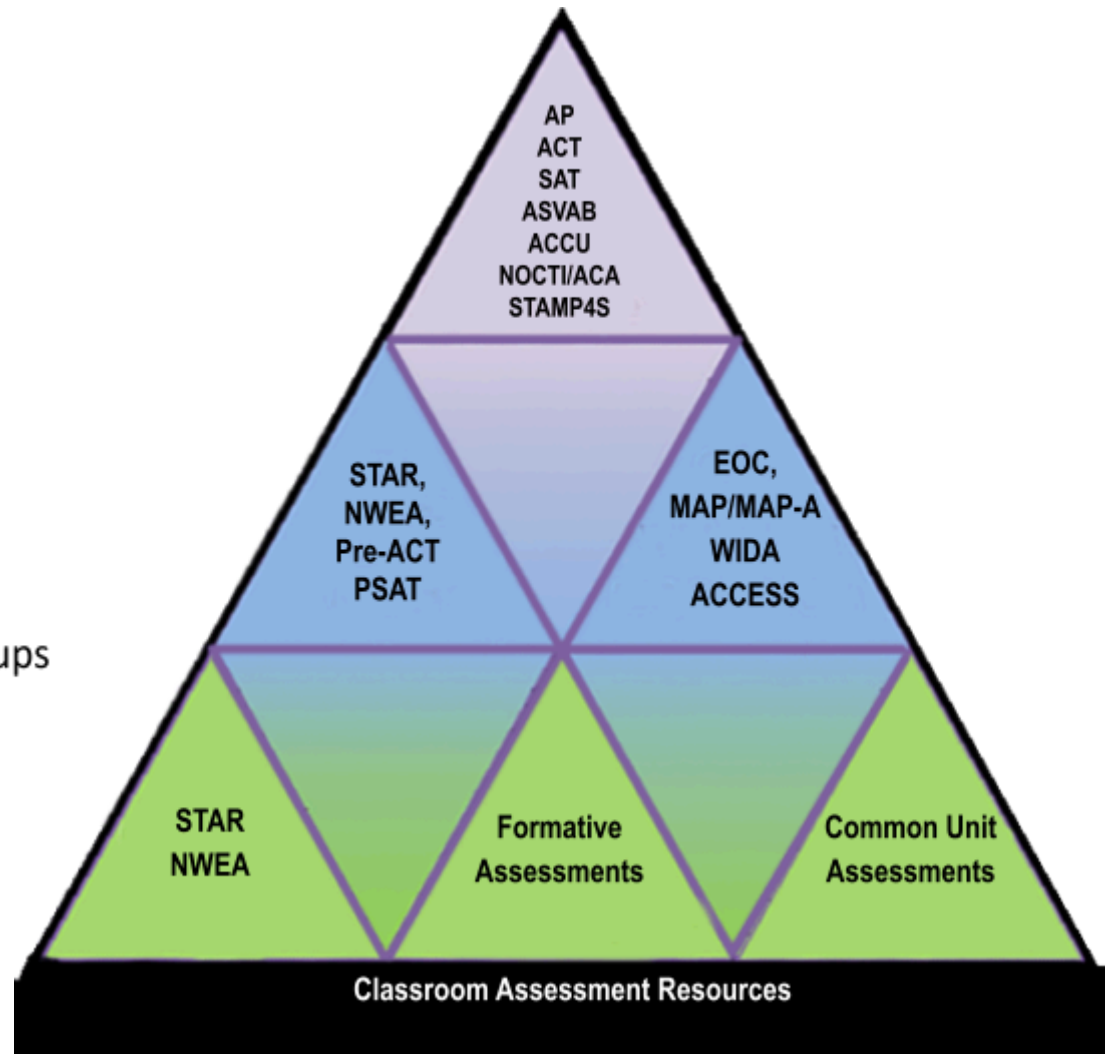 AP
ACT
SAT
ASVAB
ACCU
NOCTI/ACA
STAMP4S
STAR,
NWEA,
Pre-ACT
PSAT
EOC,
MAP/MAP-A
WIDA
ACCESS
ups
STAR
NWEA
Formative
Assessments
Common Unit
Assessments
Classroom Assessment Resources